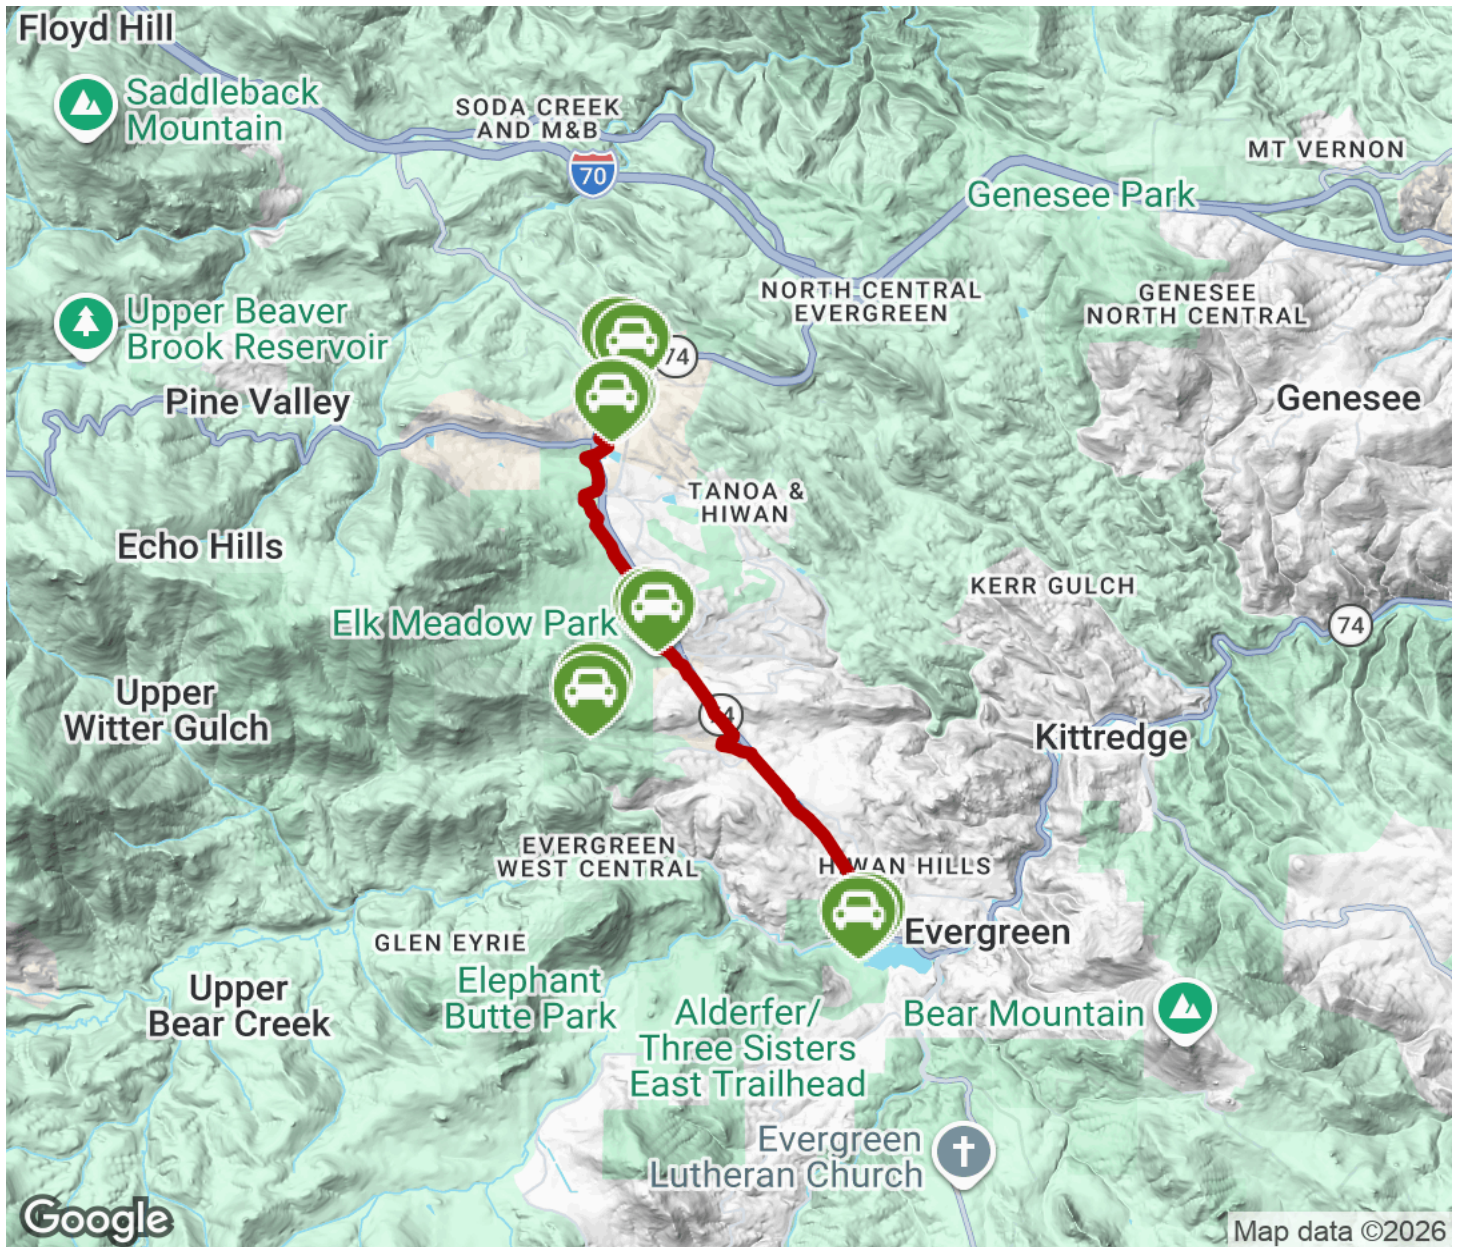 Floyd Hill
Saddleback
Mountain
SODA CREEK
AND M&B
70
MT VERNON
Genesee Park
NORTH CENTRAL
EVERGREEN
GENESEE
NORTH CENTRAL
Upper Beaver
Brook Reservoir
74
Pine Valley
Genesee
TANOA &
HIWAN
Echo Hills
KERR GULCH
Elk Meadow Park
74
Upper
Witter Gulch
Kittredge
EVERGREEN
WEST CENTRAL
HIWAN HILLS
Evergreen
GLEN EYRIE
Elephant
Butte Park
Upper
Bear Creek
Alderfer/
Three Sisters
East Trailhead
Bear Mountain
Evergreen
Lutheran Church
Google
Map data ©2026